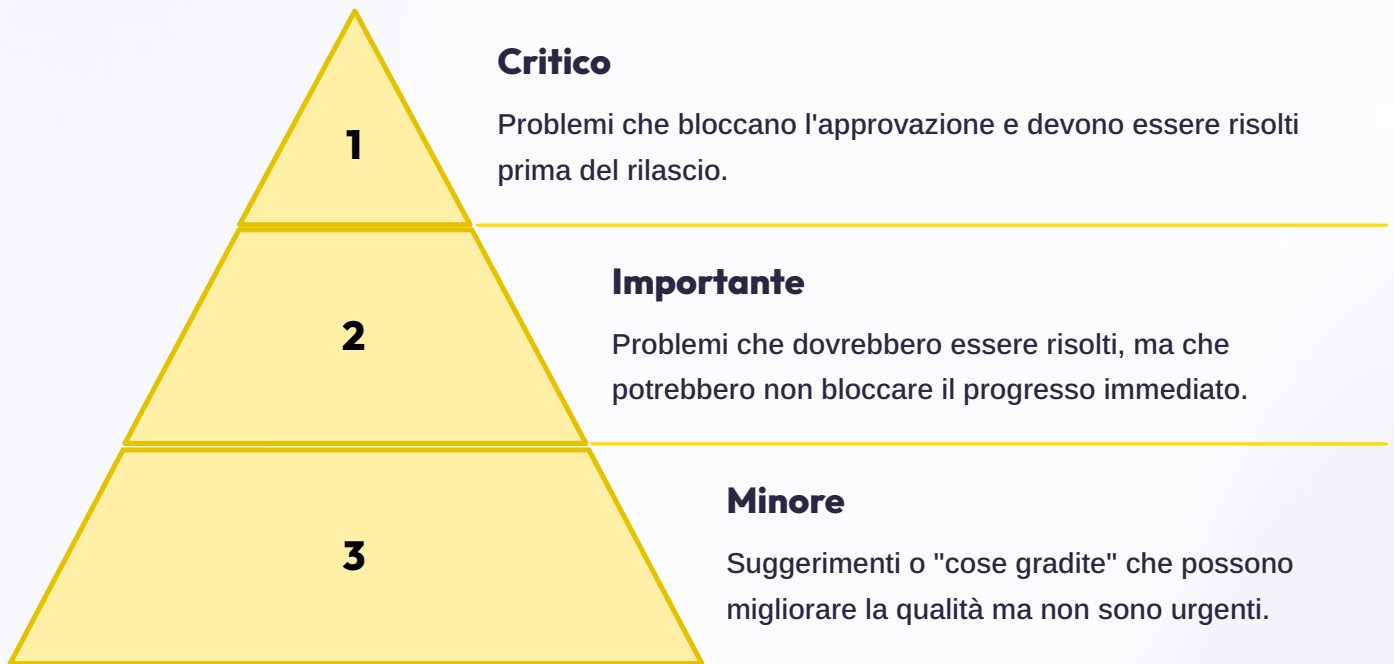 1
Critico
Problemi che bloccano l'approvazione e devono essere risolti
prima del rilascio.
2
Importante
Problemi che dovrebbero essere risolti, ma che
potrebbero non bloccare il progresso immediato.
3
Minore
Suggerimenti o "cose gradite" che possono
migliorare la qualità ma non sono urgenti.